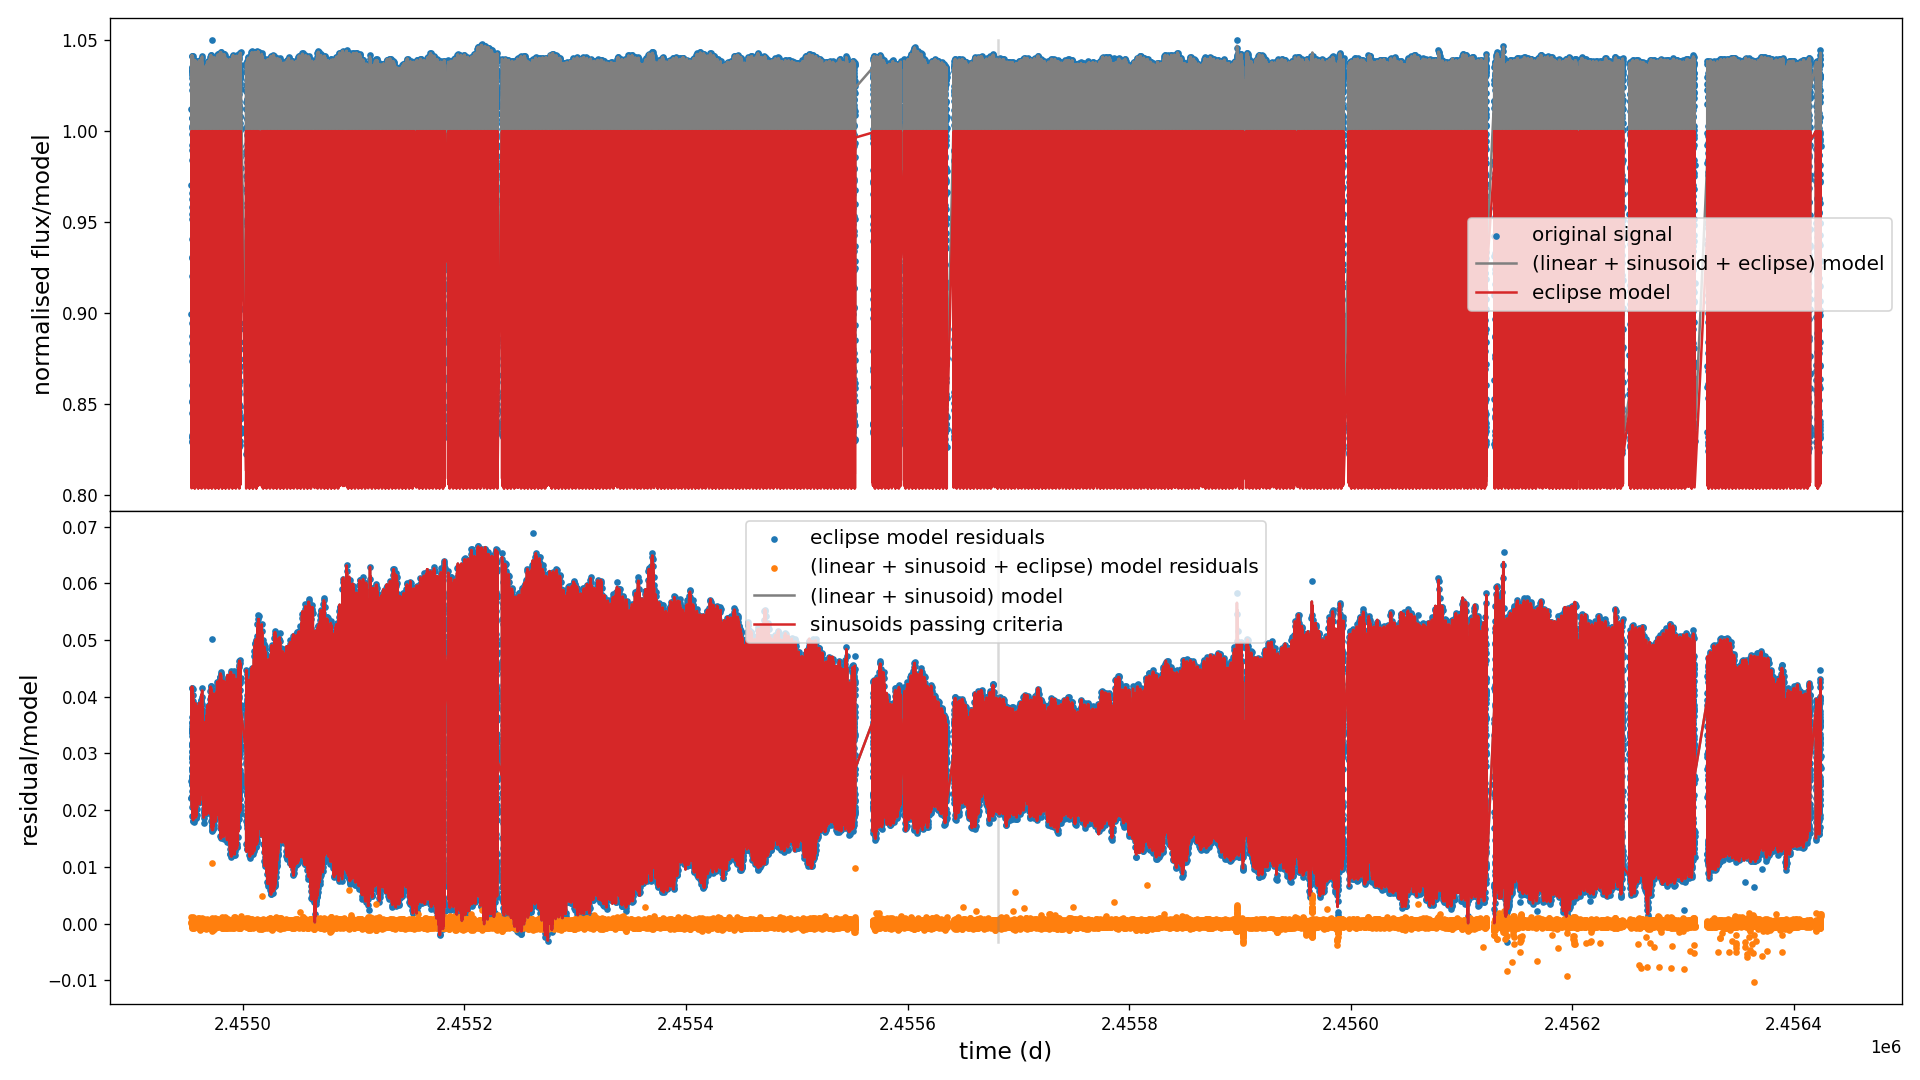 1.05
1.00
0.95
0.90
0.85
0.80
normalised flux/model
original signal
(linear + sinusoid + eclipse) model
eclipse model
0.07
0.06
0.05
0.04
0.03
0.02
0.01
0.00
−0.01
residual/model
eclipse model residuals
(linear + sinusoid + eclipse) model residuals
(linear + sinusoid) model
sinusoids passing criteria
2.4550 2.4552 2.4554 2.4556 2.4558 2.4560 2.4562 2.4564
1e6
time (d)